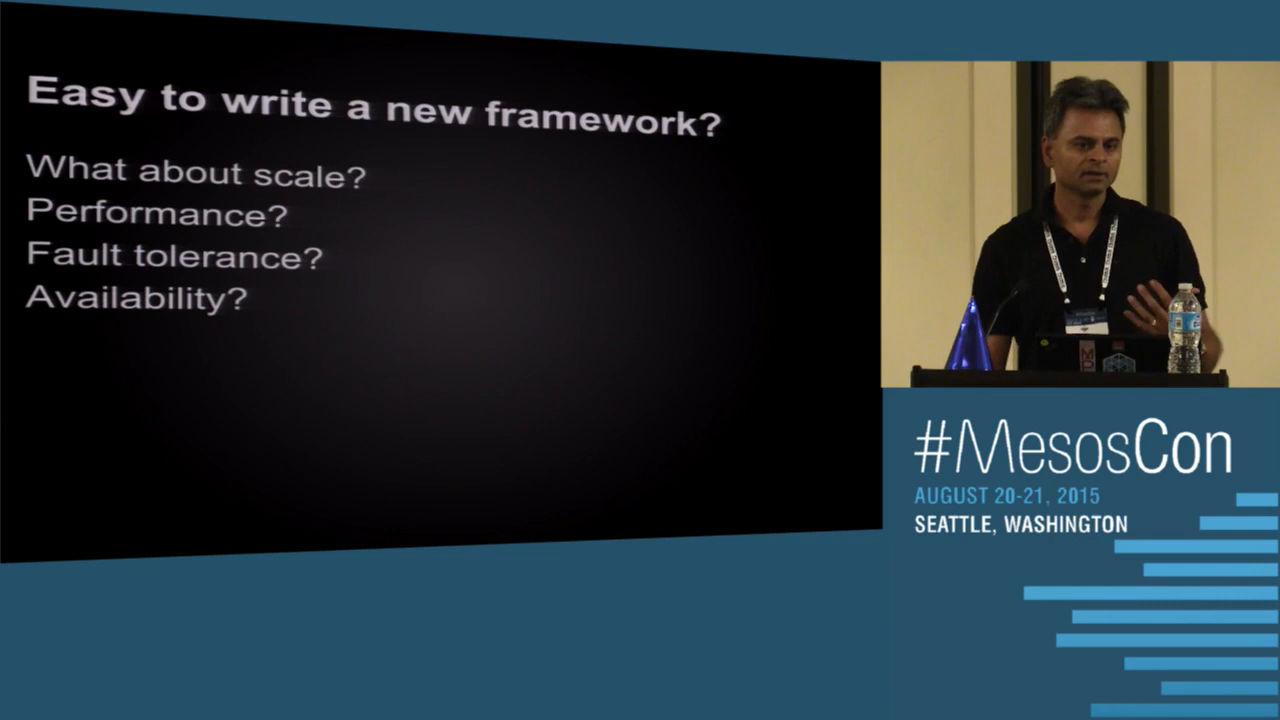 Easy to write a new framework?
What about scale?
Performance?
Fault tolerance?
Availability?
#MesosCon
AUGUST 20-21, 2015
SEATTLE, WASHINGTON